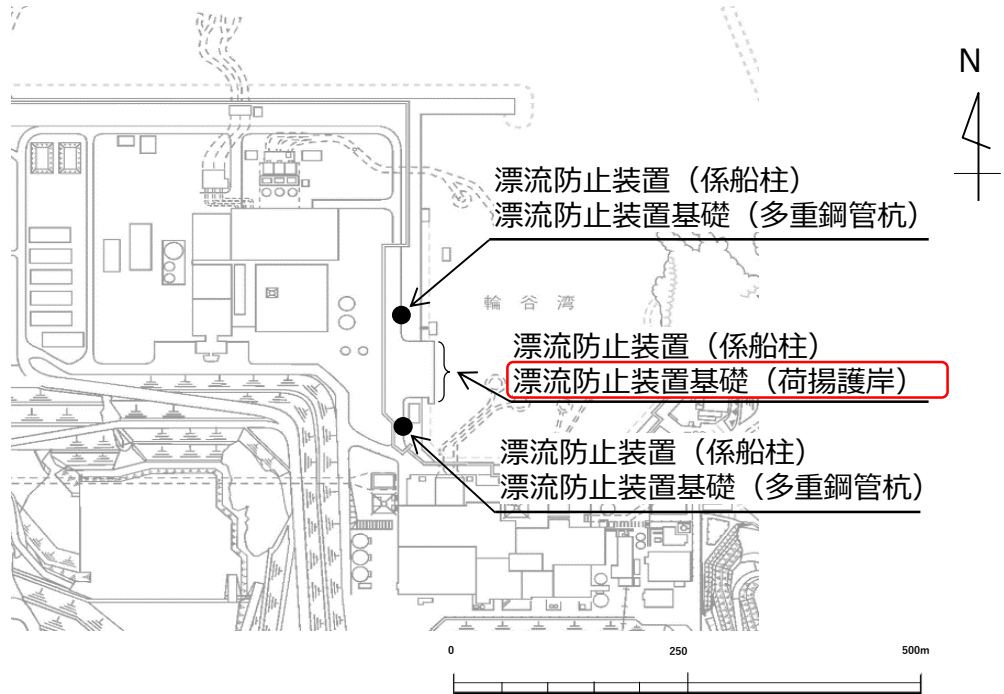 N
漂流防止装置（係船柱）
漂流防止装置基礎（多重鋼管杭）
輪谷湾
漂流防止装置（係船柱）
漂流防止装置基礎（荷揚護岸）
漂流防止装置（係船柱）
漂流防止装置基礎（多重鋼管杭）
0 250 500m